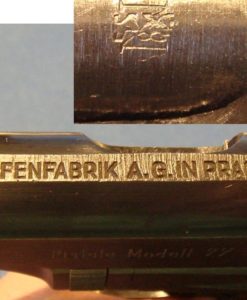 FENFABRIK A.G.IN PRA
Pistole Modell 27